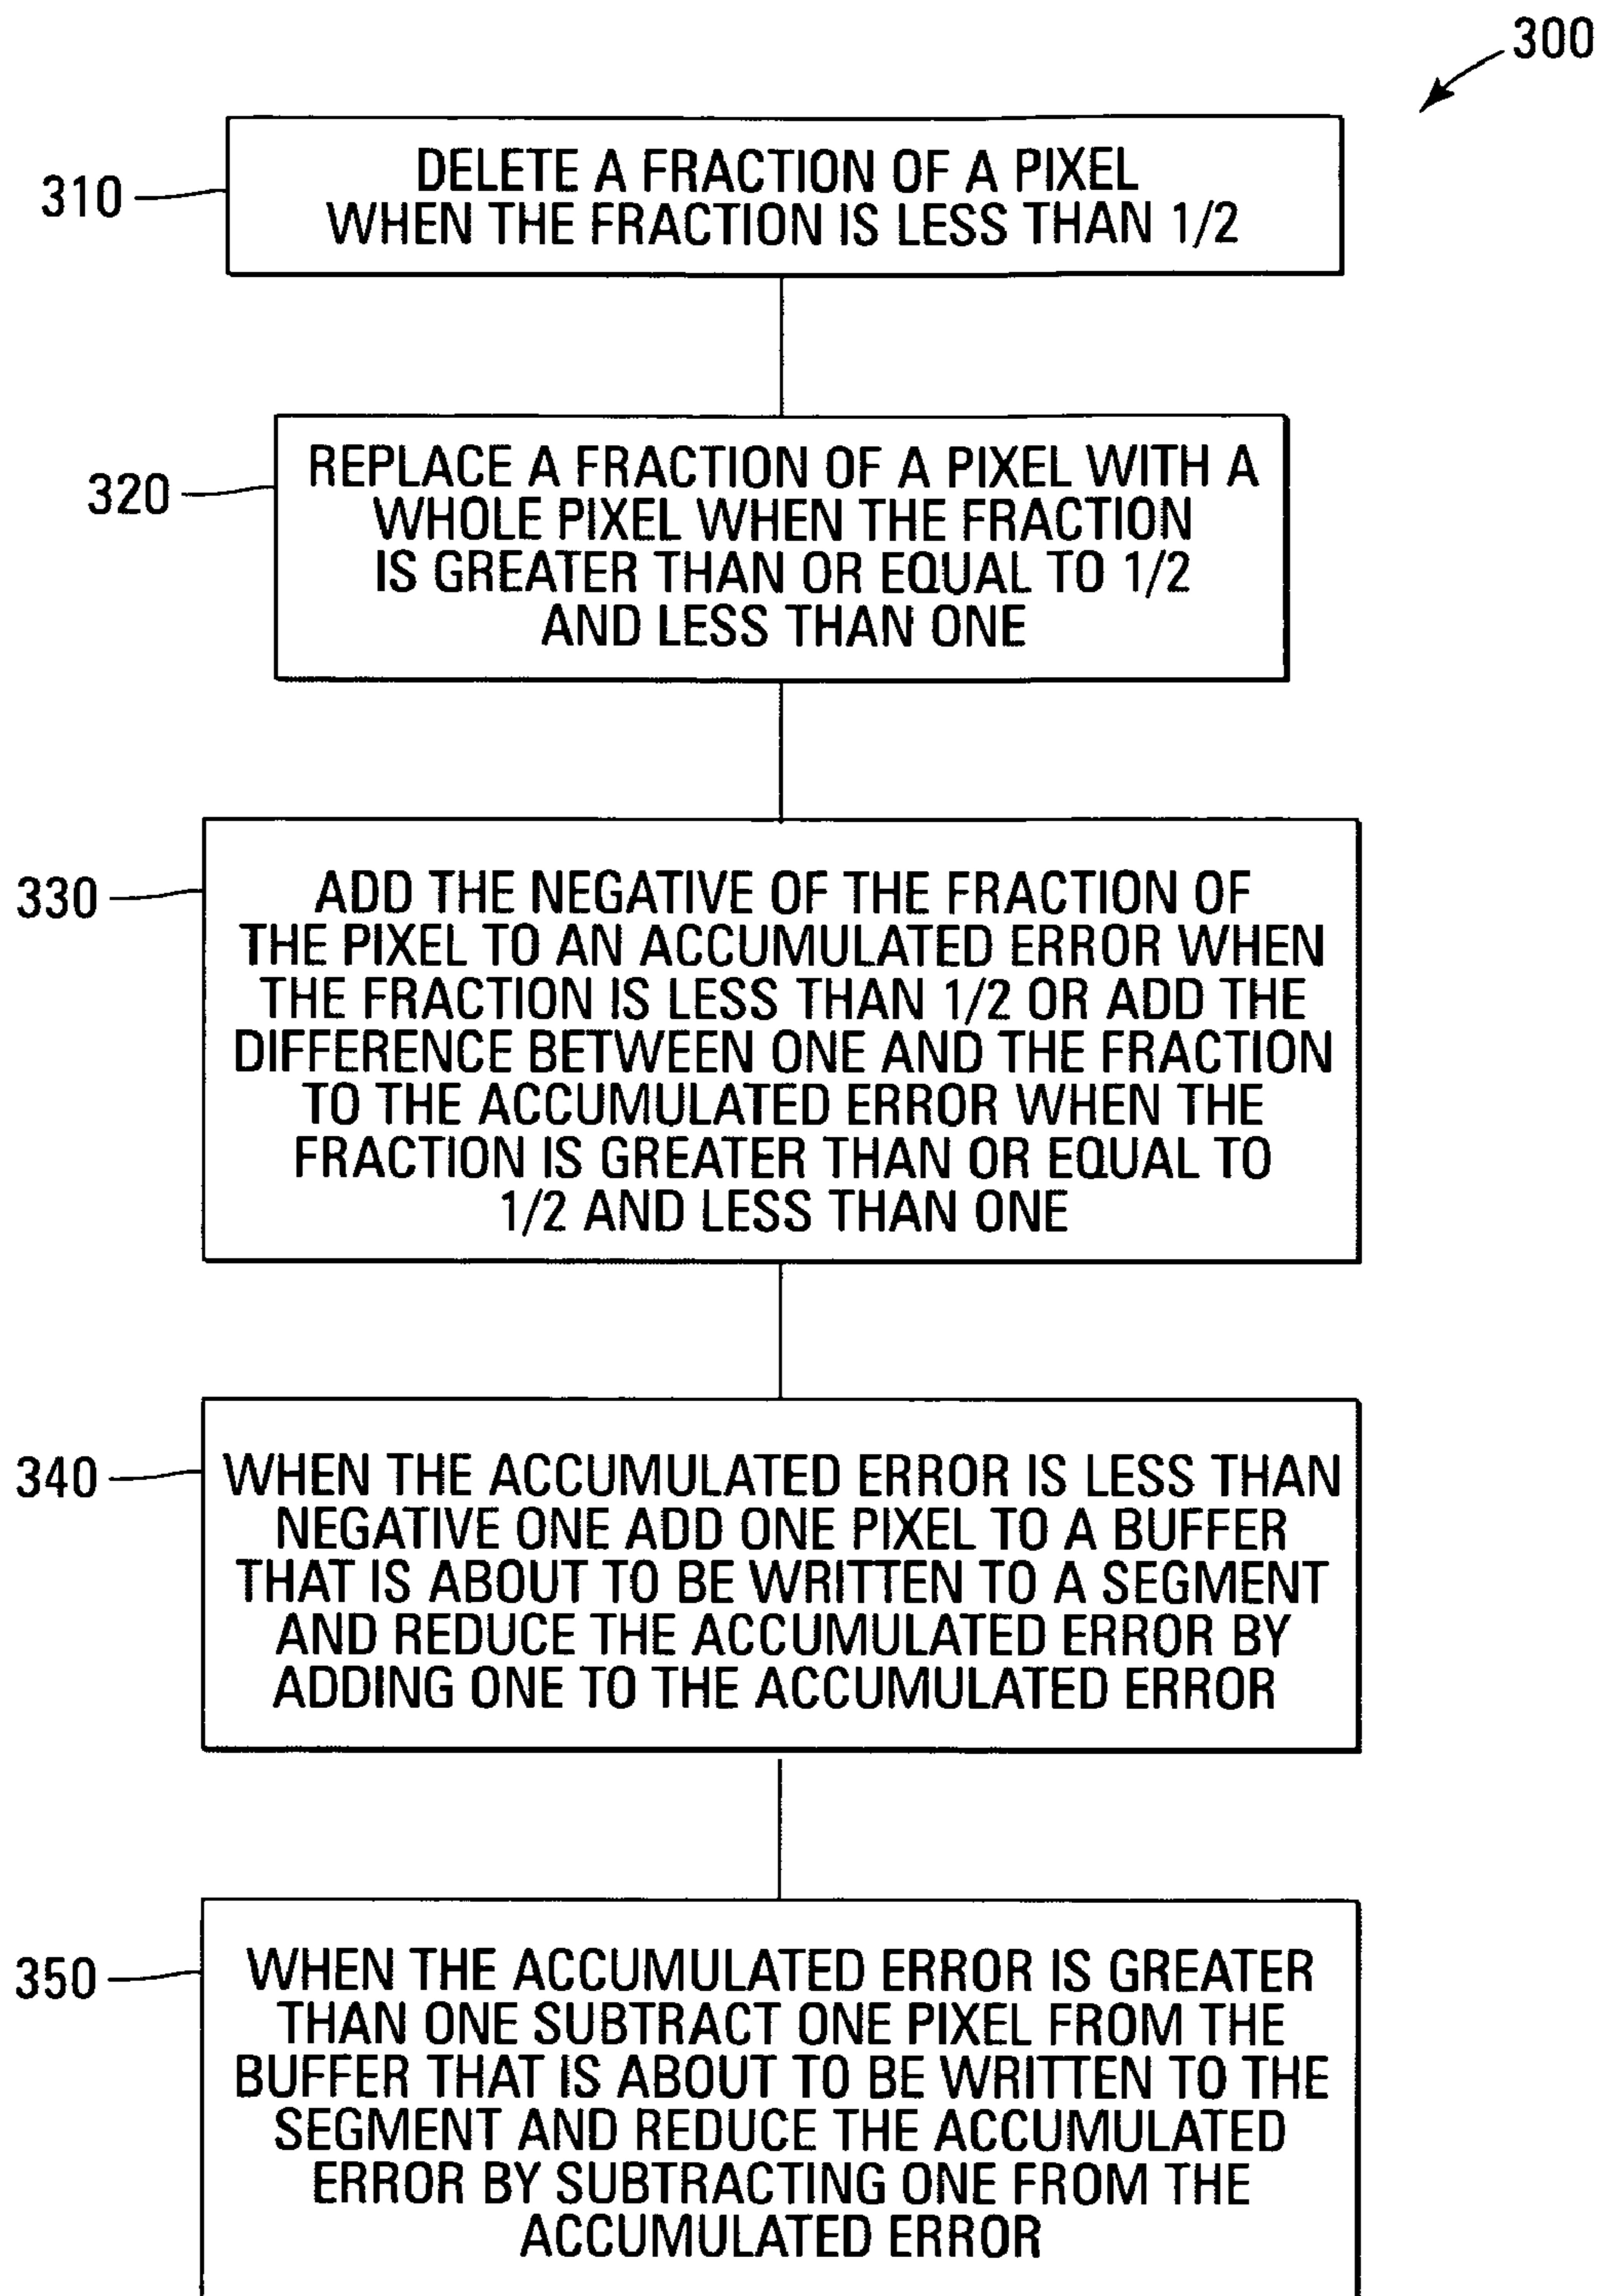 300
310
DELETE A FRACTION OF A PIXEL
WHEN THE FRACTION IS LESS THAN 1/2
320
REPLACE A FRACTION OF A PIXEL WITH A
WHOLE PIXEL WHEN THE FRACTION
IS GREATER THAN OR EQUAL TO 1/2
AND LESS THAN ONE
330
ADD THE NEGATIVE OF THE FRACTION OF
THE PIXEL TO AN ACCUMULATED ERROR WHEN
THE FRACTION IS LESS THAN 1/2 OR ADD THE
DIFFERENCE BETWEEN ONE AND THE FRACTION
TO THE ACCUMULATED ERROR WHEN THE
FRACTION IS GREATER THAN OR EQUAL TO
1/2 AND LESS THAN ONE
340
WHEN THE ACCUMULATED ERROR IS LESS THAN
NEGATIVE ONE ADD ONE PIXEL TO A BUFFER
THAT IS ABOUT TO BE WRITTEN TO A SEGMENT
AND REDUCE THE ACCUMULATED ERROR BY
ADDING ONE TO THE ACCUMULATED ERROR
350
WHEN THE ACCUMULATED ERROR IS GREATER
THAN ONE SUBTRACT ONE PIXEL FROM THE
BUFFER THAT IS ABOUT TO BE WRITTEN TO THE
SEGMENT AND REDUCE THE ACCUMULATED
ERROR BY SUBTRACTING ONE FROM THE
ACCUMULATED ERROR